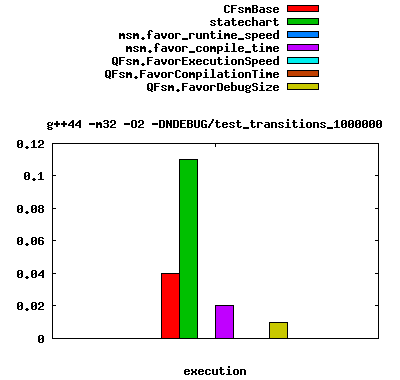 CFsmBase
statechart
msm.favor_runtime_speed
msm.favor_compile_time
QFsm.FavorExecutionSpeed
QFsm.FavorCompilationTime
QFsm.FavorDebugSize
g++44 -m32 -O2 -DNDEBUG/test_transitions_1000000
0.12
0.1
0.08
0.06
0.04
0.02
0
execution